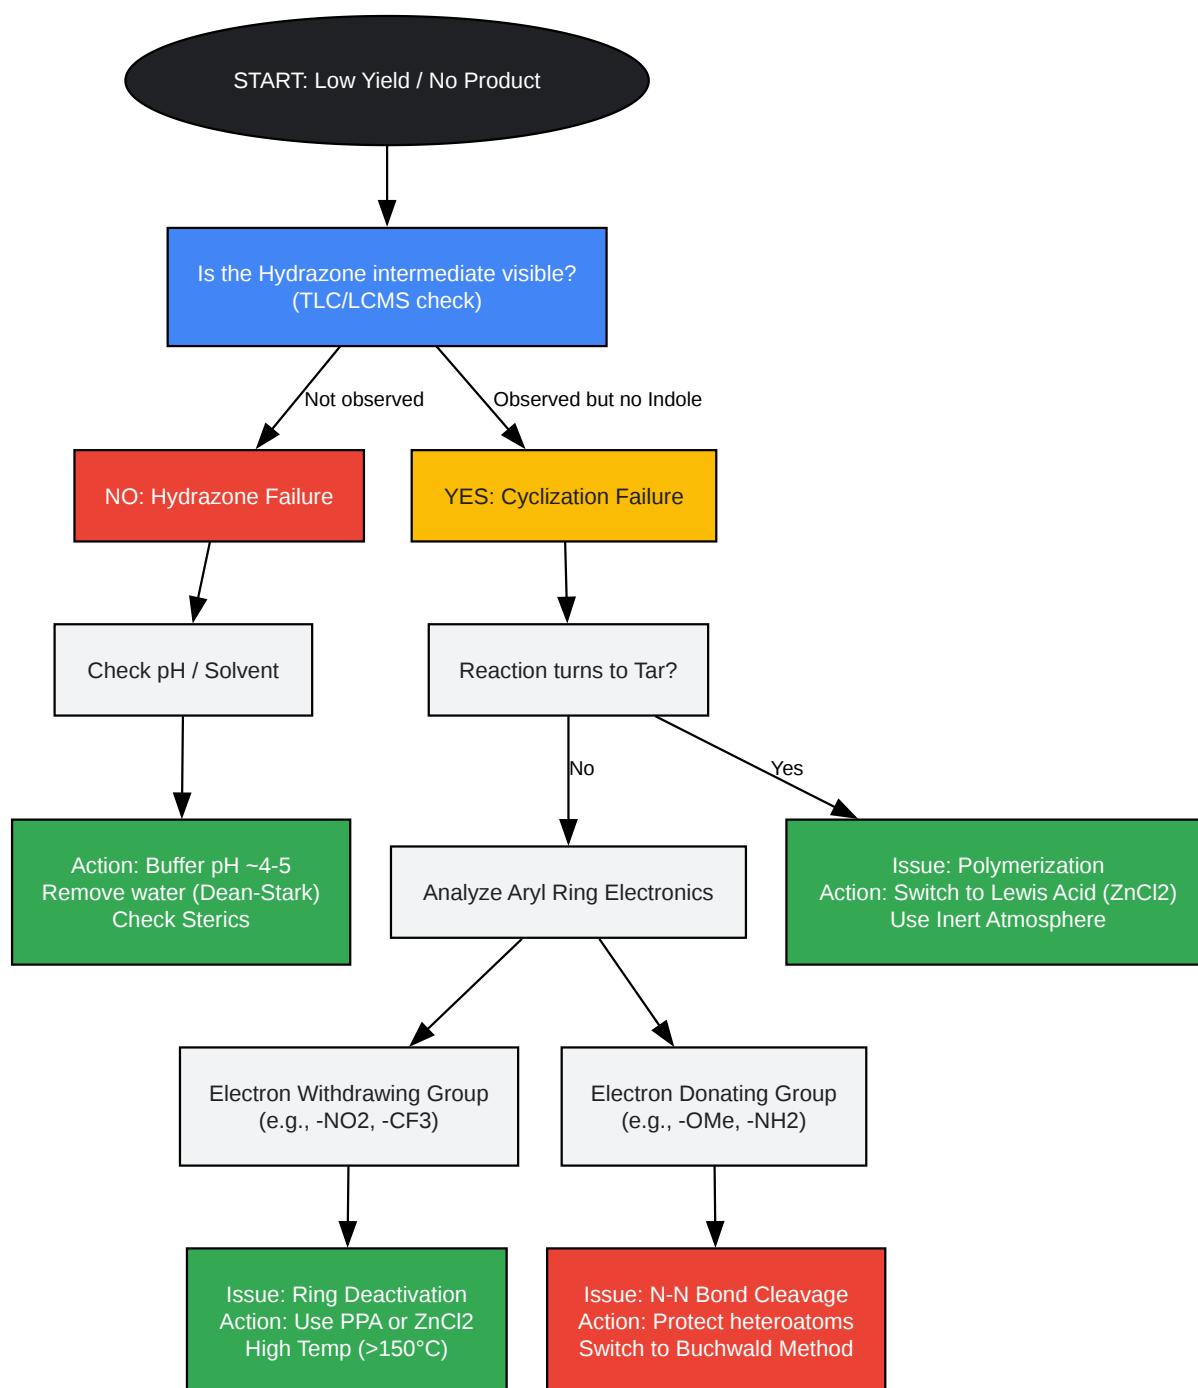 START: Low Yield / No Product
Is the Hydrazone intermediate visible?
(TLC/LCMS check)
Not observed
Observed but no Indole
NO: Hydrazone Failure
YES: Cyclization Failure
Check pH / Solvent
Reaction turns to Tar?
No
Yes
Action: Buffer pH ~4-5
Remove water (Dean-Stark)
Check Sterics
Analyze Aryl Ring Electronics
Issue: Polymerization
Action: Switch to Lewis Acid (ZnCl2)
Use Inert Atmosphere
Electron Withdrawing Group
(e.g., -NO2, -CF3)
Electron Donating Group
(e.g., -OMe, -NH2)
Issue: Ring Deactivation
Action: Use PPA or ZnCl2
High Temp (>150°C)
Issue: N-N Bond Cleavage
Action: Protect heteroatoms
Switch to Buchwald Method